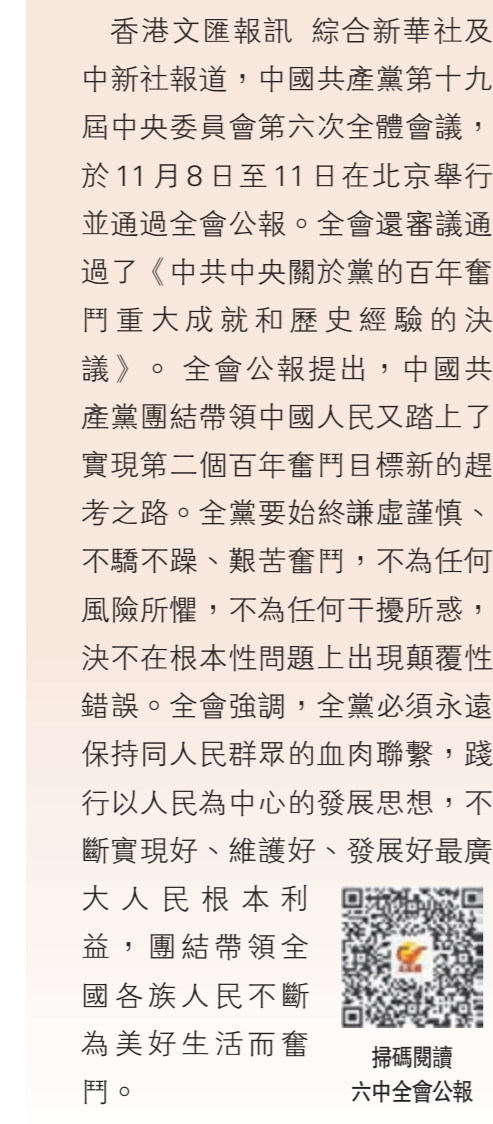 香港文匯報訊 綜合新華社及
中新社報道，中國共產黨第十九
屆中央委員會第六次全體會議，
於11月8日至11日在北京舉行
並通過全會公報。全會還審議通
過了《中共中央關於黨的百年奮
鬥重大成就和歷史經驗的決
議》。全會公報提出，中國共
產黨團結帶領中國人民又踏上了
實現第二個百年奮鬥目標新的趕
考之路。全黨要始終謙虛謹慎、
不驕不躁、艱苦奮鬥，不為任何
風險所懼，不為任何干擾所惑，
決不在根本性問題上出現顛覆性
錯誤。全會強調，全黨必須永遠
保持同人民群眾的血肉聯繫，踐
行以人民為中心的發展思想，不
斷實現好、維護好、發展好最廣
大人民根本利
益，團結帶領全
國各族人民不斷
為美好生活而奮
鬥。
掃碼閱讀
六中全會公報